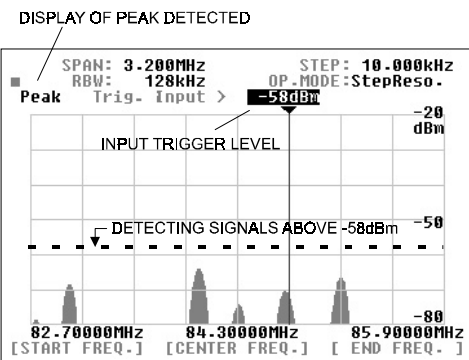 DISPLAY OF PEAK DETECTED
SPAN: 3.200MHz STEP: 10.000kHz
RBW: 128kHz OP.MODE:StepReso.
Peak Trig. Input > -58dBm
-20
dBm
INPUT TRIGGER LEVEL
-50
DETECTING SIGNALS ABOVE -58dBm
-80
82.70000MHz 84.30000MHz 85.90000MHz
[START FREQ.] [CENTER FREQ.] [ END FREQ. ]